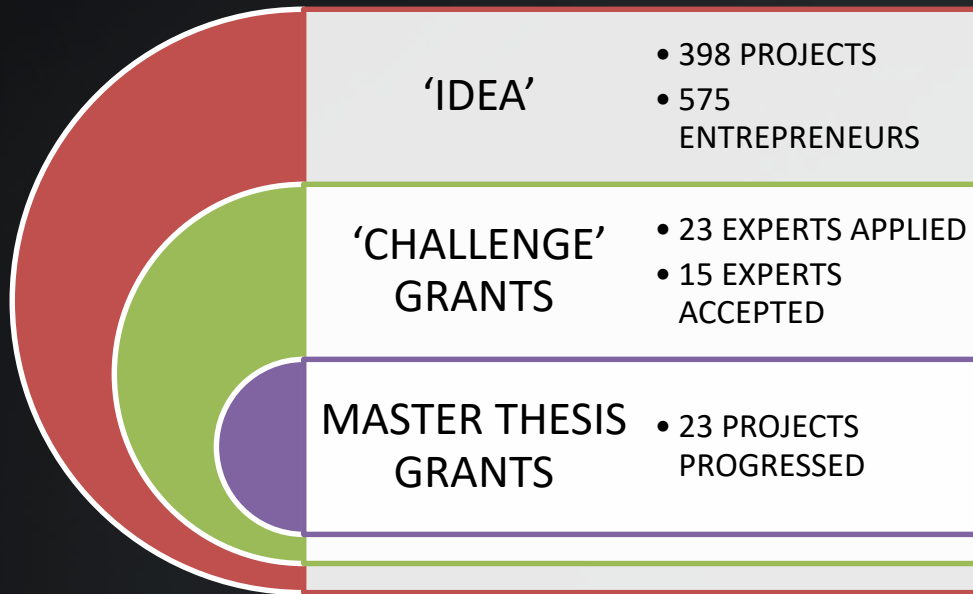 ‘IDEA’
• 398 PROJECTS
• 575
ENTREPRENEURS
‘CHALLENGE’
GRANTS
• 23 EXPERTS APPLIED
• 15 EXPERTS
ACCEPTED
MASTER THESIS
GRANTS
• 23 PROJECTS
PROGRESSED